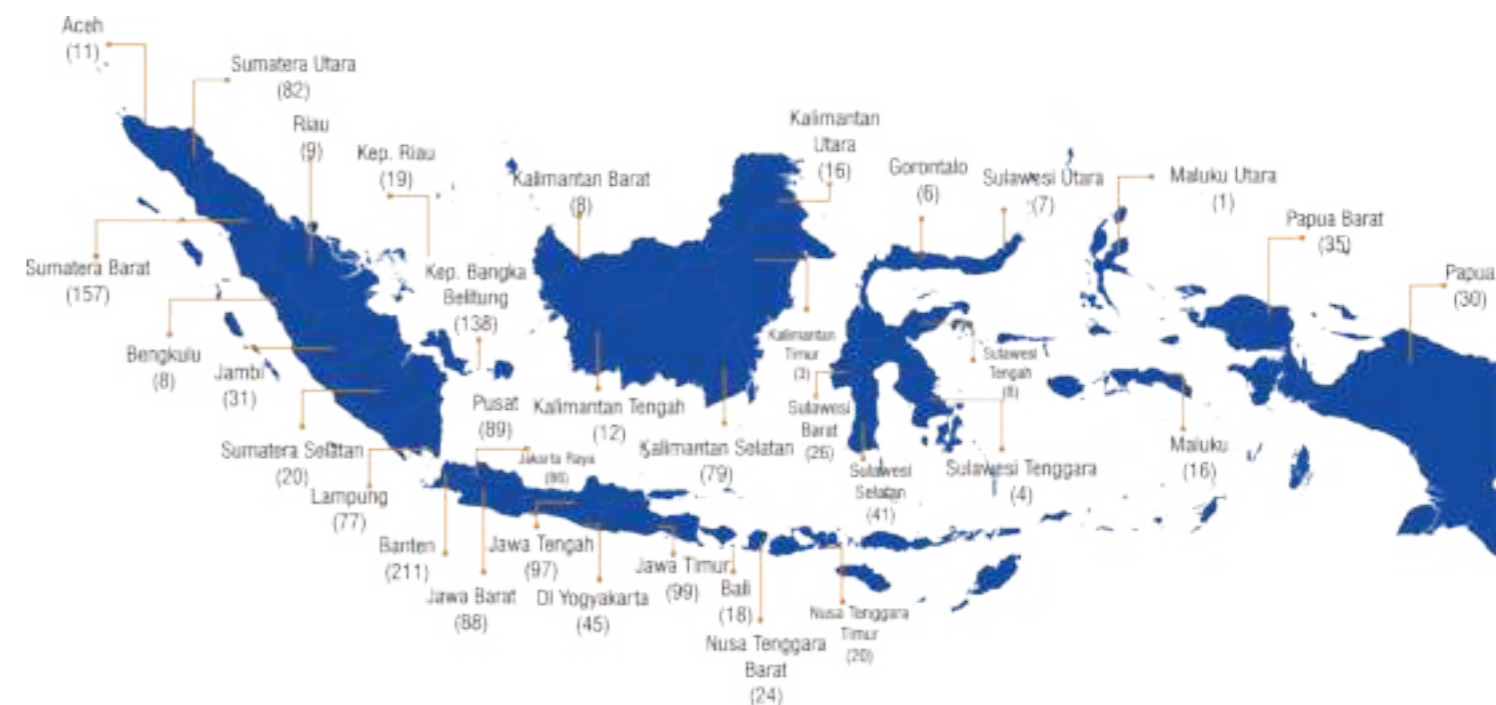 Aceh
(11)
Sumatera Utara
(82)
Riau
(9)
Kep. Riau
(19)
Kalimantan Barat
(8)
Kalimantan
Utara
(16)
Gorontalo
(6)
Sulawesi Utara
(7)
Maluku Utara
(1)
Papua Barat
(35)
Papua
(30)
Sumatera Barat
(157)
Kep. Bangka
Belitung
(138)
Bengkulu
(8)
Jambi
(31)
Kalimantan
Timur
(3)
Sulawesi
Tengah
Pusat
(89)
Kalimantan Tengah
(12)
Sulawesi
Barat
(26)
Sumatera Selatan
(20)
Jakarta Raya
Kalimantan Selatan
(79)
Sulawesi
Selatan
(41)
Sulawesi Tenggara
(4)
Maluku
(16)
Lampung
(77)
Banten
(211)
Jawa Tengah
(97)
Jawa Timur
(99)
Jawa Barat
(88)
DI Yogyakarta
(45)
Bali
(18)
Nusa Tenggara
Timur
(20)
Nusa Tenggara
Barat
(24)